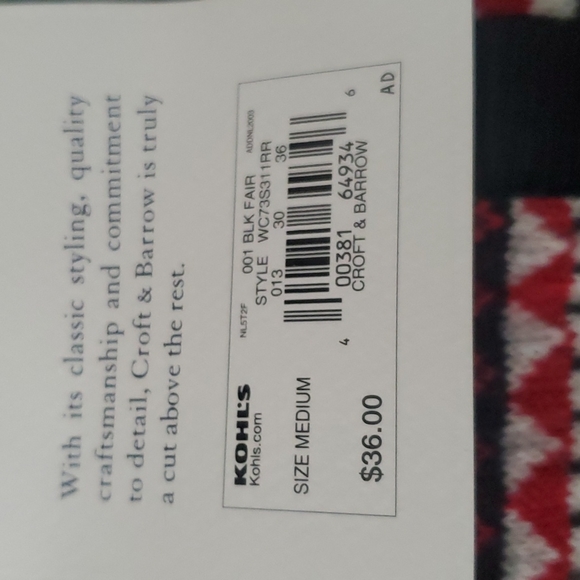 With its classic styling, quality
craftsmanship and commitment
to detail, Croft & Barrow is truly
a cut above the rest.
KOHL'S
Kohls.com
NL5T2F 001 BLK FAIR ADDNL2003
STYLE WC73S311RR
013 30 36
SIZE MEDIUM
4 00381 64934 6
CROFT & BARROW
$36.00
AD